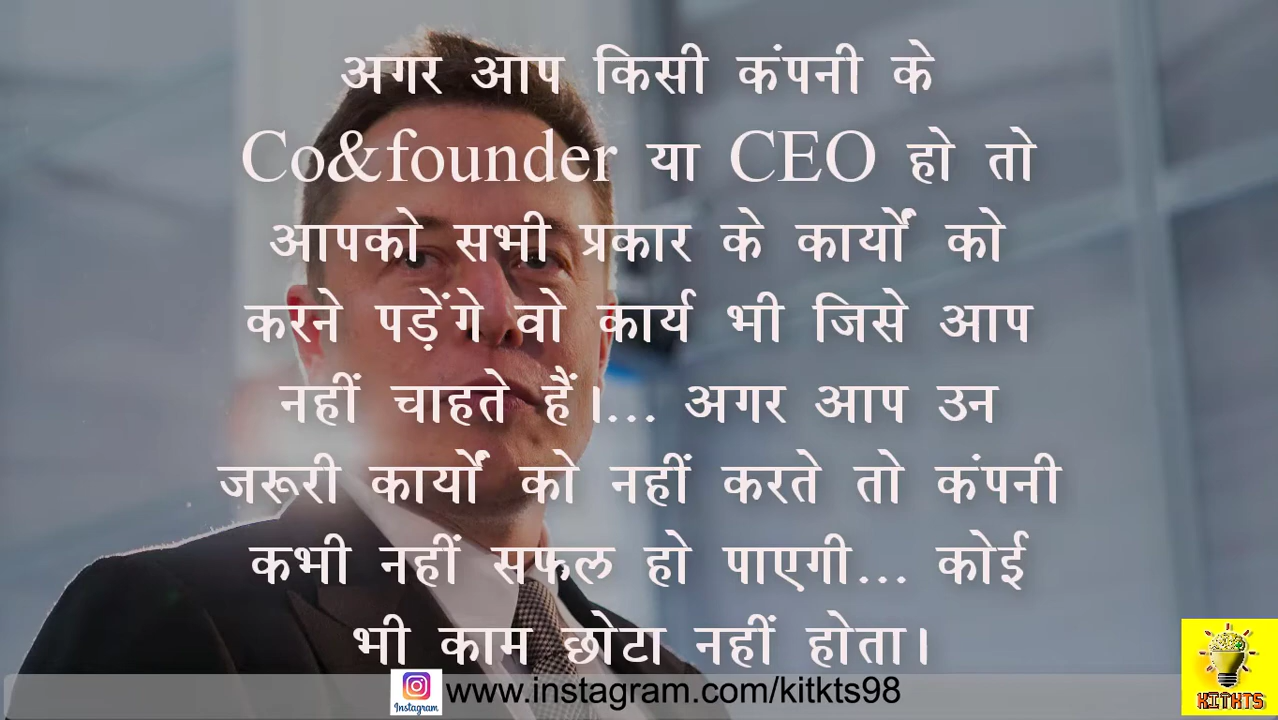 अगर आप किसी कंपनी के
Co&founder या CEO हो तो
आपको सभी प्रकार के कार्यों को
करने पड़ेंगे वो कार्य भी जिसे आप
नहीं चाहते हैं।... अगर आप उन
जरूरी कार्यों को नहीं करते तो कंपनी
कभी नहीं सफल हो पाएगी... कोई
भी काम छोटा नहीं होता।
Instagram www.instagram.com/kitkts98
KITKTS